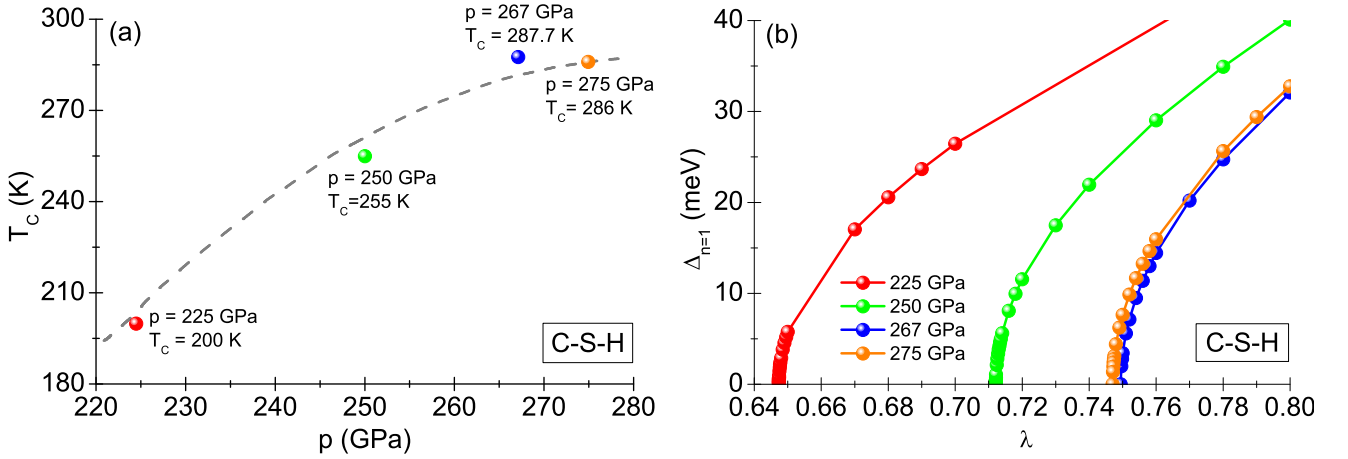 (a)
300
270
240
210
180
T_C (K)
220 230 240 250 260 270 280
p (GPa)
p = 267 GPa
T_C = 287.7 K
p = 275 GPa
T_C= 286 K
p = 250 GPa
T_C=255 K
p = 225 GPa
T_C = 200 K
C-S-H
(b)
40
30
20
10
0
Δ_n=1 (meV)
0.64 0.66 0.68 0.70 0.72 0.74 0.76 0.78 0.80
λ
225 GPa
250 GPa
267 GPa
275 GPa
C-S-H